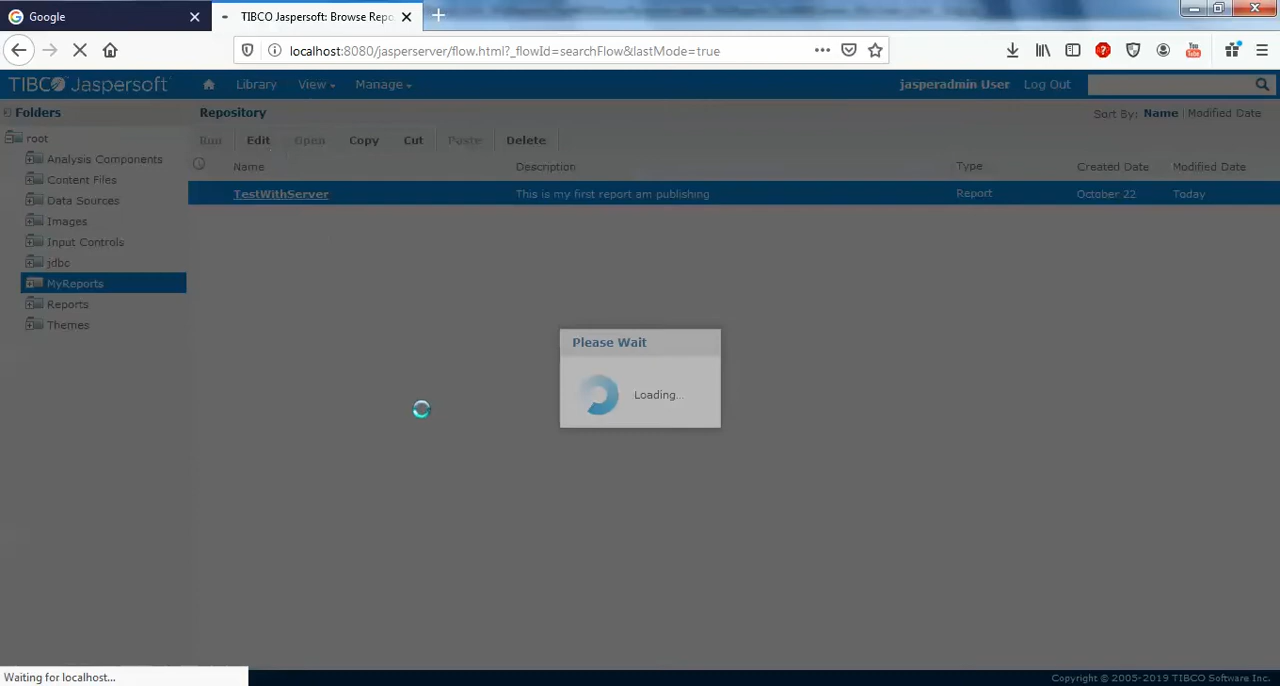 Google
TIBCO Jaspersoft: Browse Repo
localhost:8080/jasperserver/flow.html?_flowId=searchFlow&lastMode=true
TIBCO Jaspersoft
Library
View
Manage
jasperadmin User
Log Out
Folders
Repository
Sort By: Name | Modified Date
root
Run
Edit
Open
Copy
Cut
Paste
Delete
Analysis Components
Name
Description
Type
Created Date
Modified Date
Content Files
TestWithServer
This is my first report am publishing
Report
October 22
Today
Data Sources
Images
Input Controls
jdbc
MyReports
Reports
Themes
Please Wait
Loading...
Waiting for localhost...
Copyright © 2005-2019 TIBCO Software Inc.